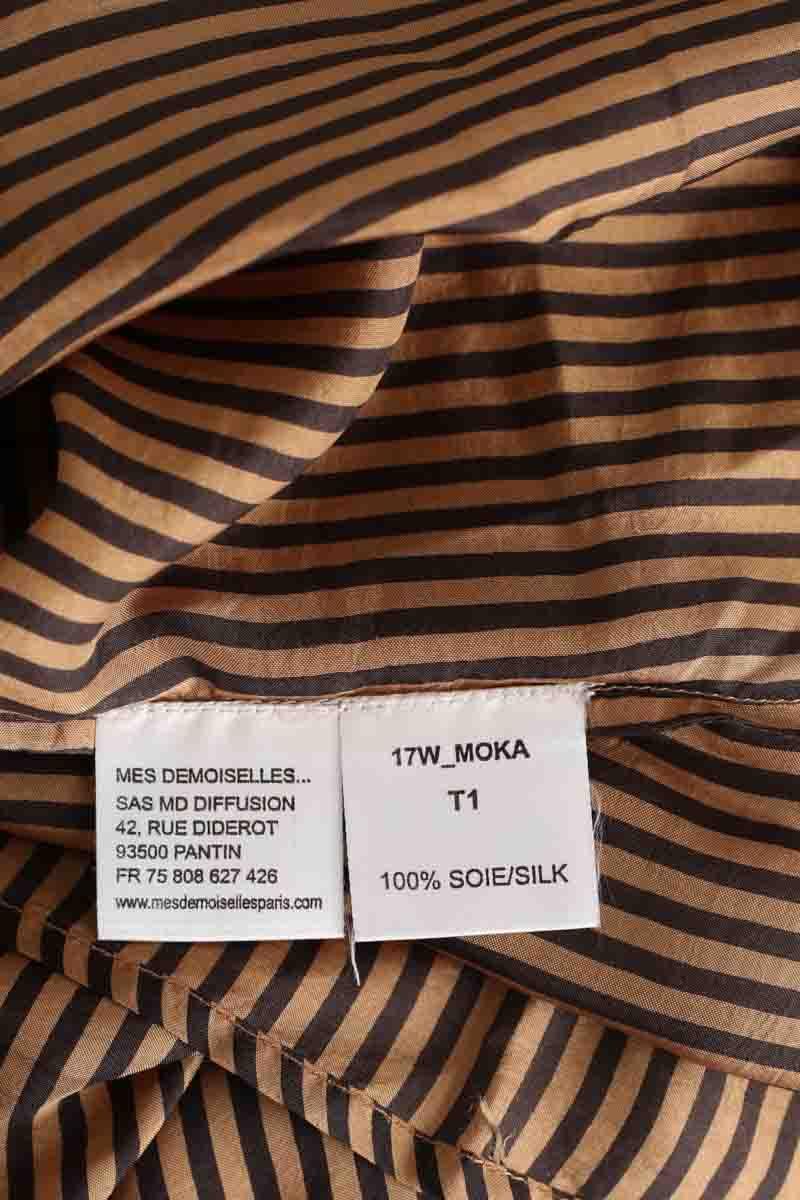 MES DEMOISELLES...
SAS MD DIFFUSION
42, RUE DIDEROT
93500 PANTIN
FR 75 808 627 426
www.mesdemoisellesparis.com
17W_MOKA
T1
100% SOIE/SILK